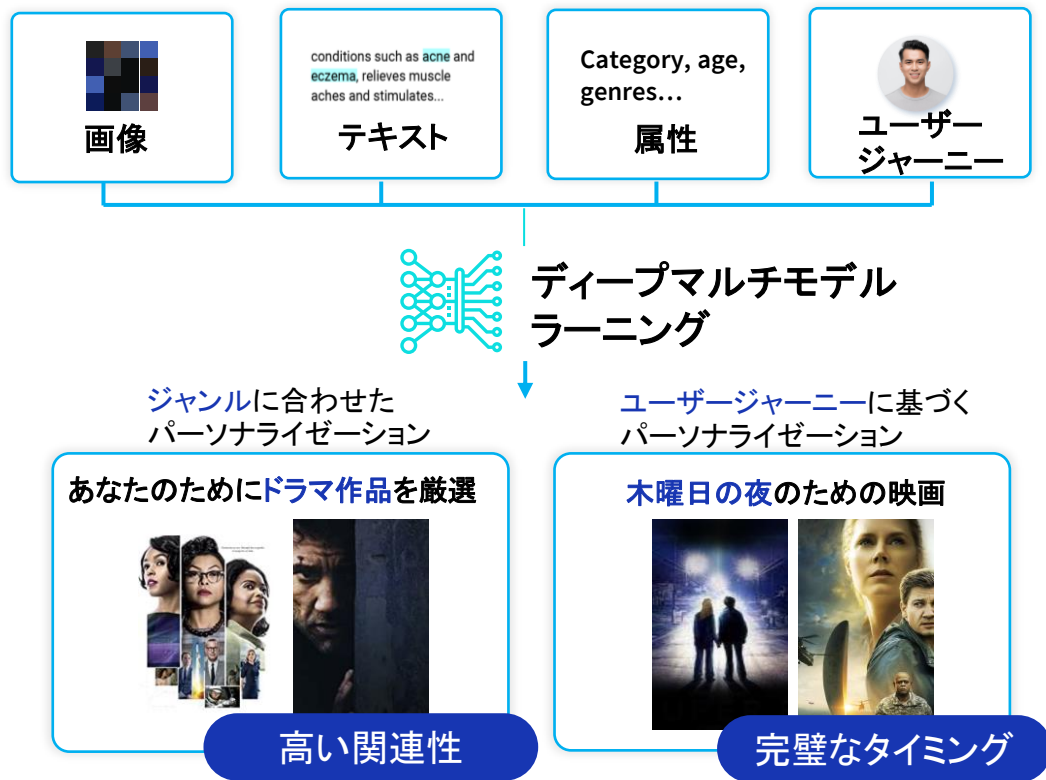 画像
conditions such as acne and
eczema, relieves muscle
aches and stimulates...
テキスト
Category, age,
genres...
属性
ユーザー
ジャーニー
ディープマルチモデル
ラーニング
ジャンルに合わせた
パーソナライゼーション
あなたのためにドラマ作品を厳選
高い関連性
ユーザージャーニーに基づく
パーソナライゼーション
木曜日の夜のための映画
完璧なタイミング